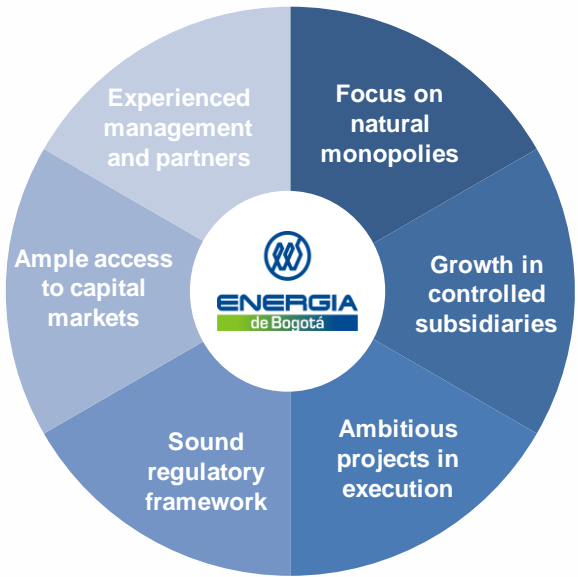 Focus on
natural
monopolies
Growth in
controlled
subsidiaries
Ambitious
projects in
execution
Sound
regulatory
framework
Ample access
to capital
markets
Experienced
management
and partners
ENERGIA
de Bogotá